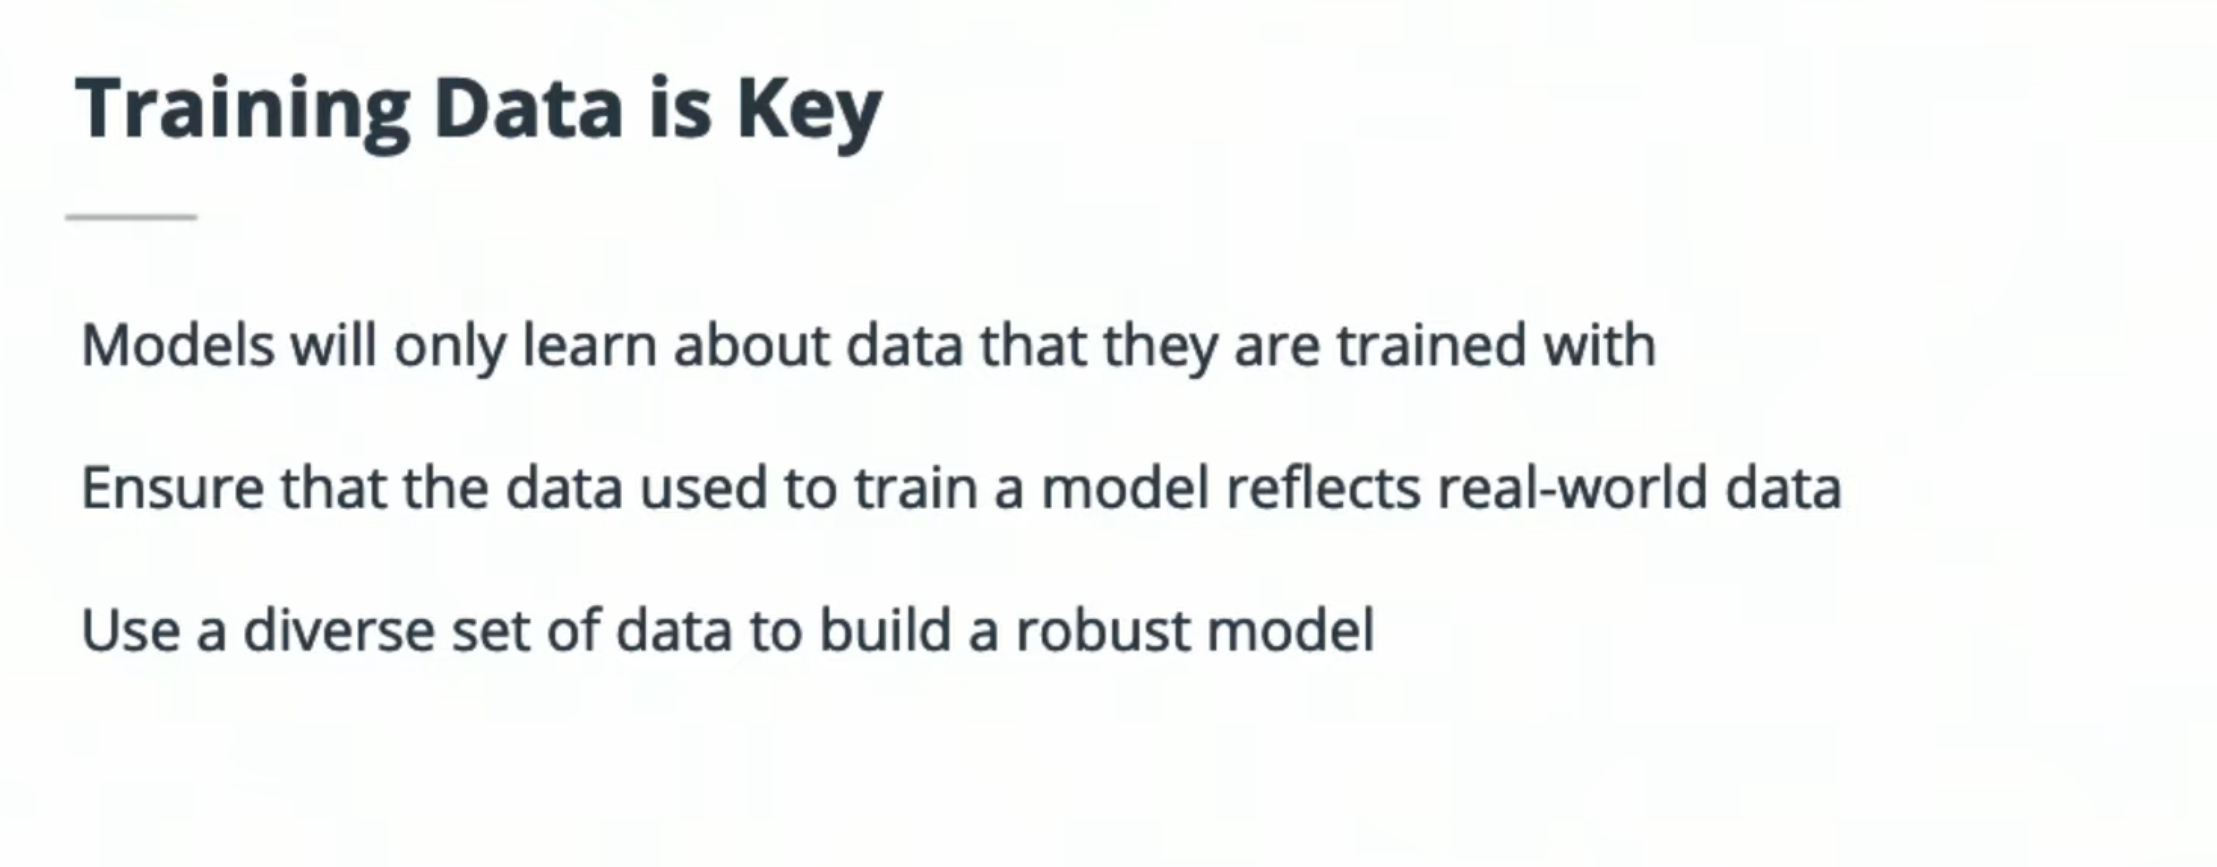 Training Data is Key
Models will only learn about data that they are trained with
Ensure that the data used to train a model reflects real-world data
Use a diverse set of data to build a robust model